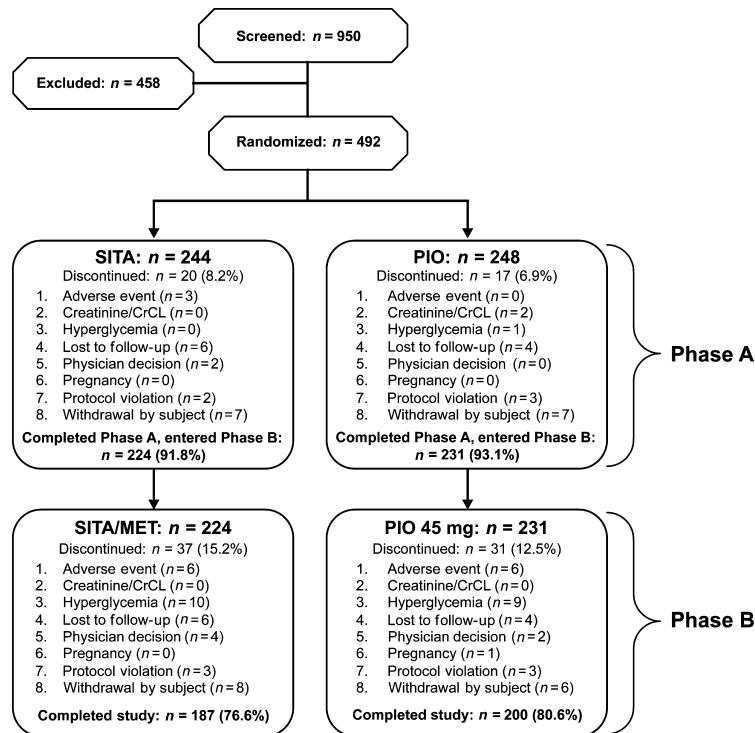 Screened: n = 950
Excluded: n = 458
Randomized: n = 492
SITA: n = 244
Discontinued: n = 20 (8.2%)
1. Adverse event (n = 3)
2. Creatinine/CrCL (n = 0)
3. Hyperglycemia (n = 0)
4. Lost to follow-up (n = 6)
5. Physician decision (n = 2)
6. Pregnancy (n = 0)
7. Protocol violation (n = 2)
8. Withdrawal by subject (n = 7)
Completed Phase A, entered Phase B:
n = 224 (91.8%)
PIO: n = 248
Discontinued: n = 17 (6.9%)
1. Adverse event (n = 0)
2. Creatinine/CrCL (n = 2)
3. Hyperglycemia (n = 1)
4. Lost to follow-up (n = 4)
5. Physician decision (n = 0)
6. Pregnancy (n = 0)
7. Protocol violation (n = 3)
8. Withdrawal by subject (n = 7)
Completed Phase A, entered Phase B:
n = 231 (93.1%)
Phase A
SITA/MET: n = 224
Discontinued: n = 37 (15.2%)
1. Adverse event (n = 6)
2. Creatinine/CrCL (n = 0)
3. Hyperglycemia (n = 10)
4. Lost to follow-up (n = 6)
5. Physician decision (n = 4)
6. Pregnancy (n = 0)
7. Protocol violation (n = 3)
8. Withdrawal by subject (n = 8)
Completed study: n = 187 (76.6%)
PIO 45 mg: n = 231
Discontinued: n = 31 (12.5%)
1. Adverse event (n = 6)
2. Creatinine/CrCL (n = 0)
3. Hyperglycemia (n = 9)
4. Lost to follow-up (n = 4)
5. Physician decision (n = 2)
6. Pregnancy (n = 1)
7. Protocol violation (n = 3)
8. Withdrawal by subject (n = 6)
Completed study: n = 200 (80.6%)
Phase B